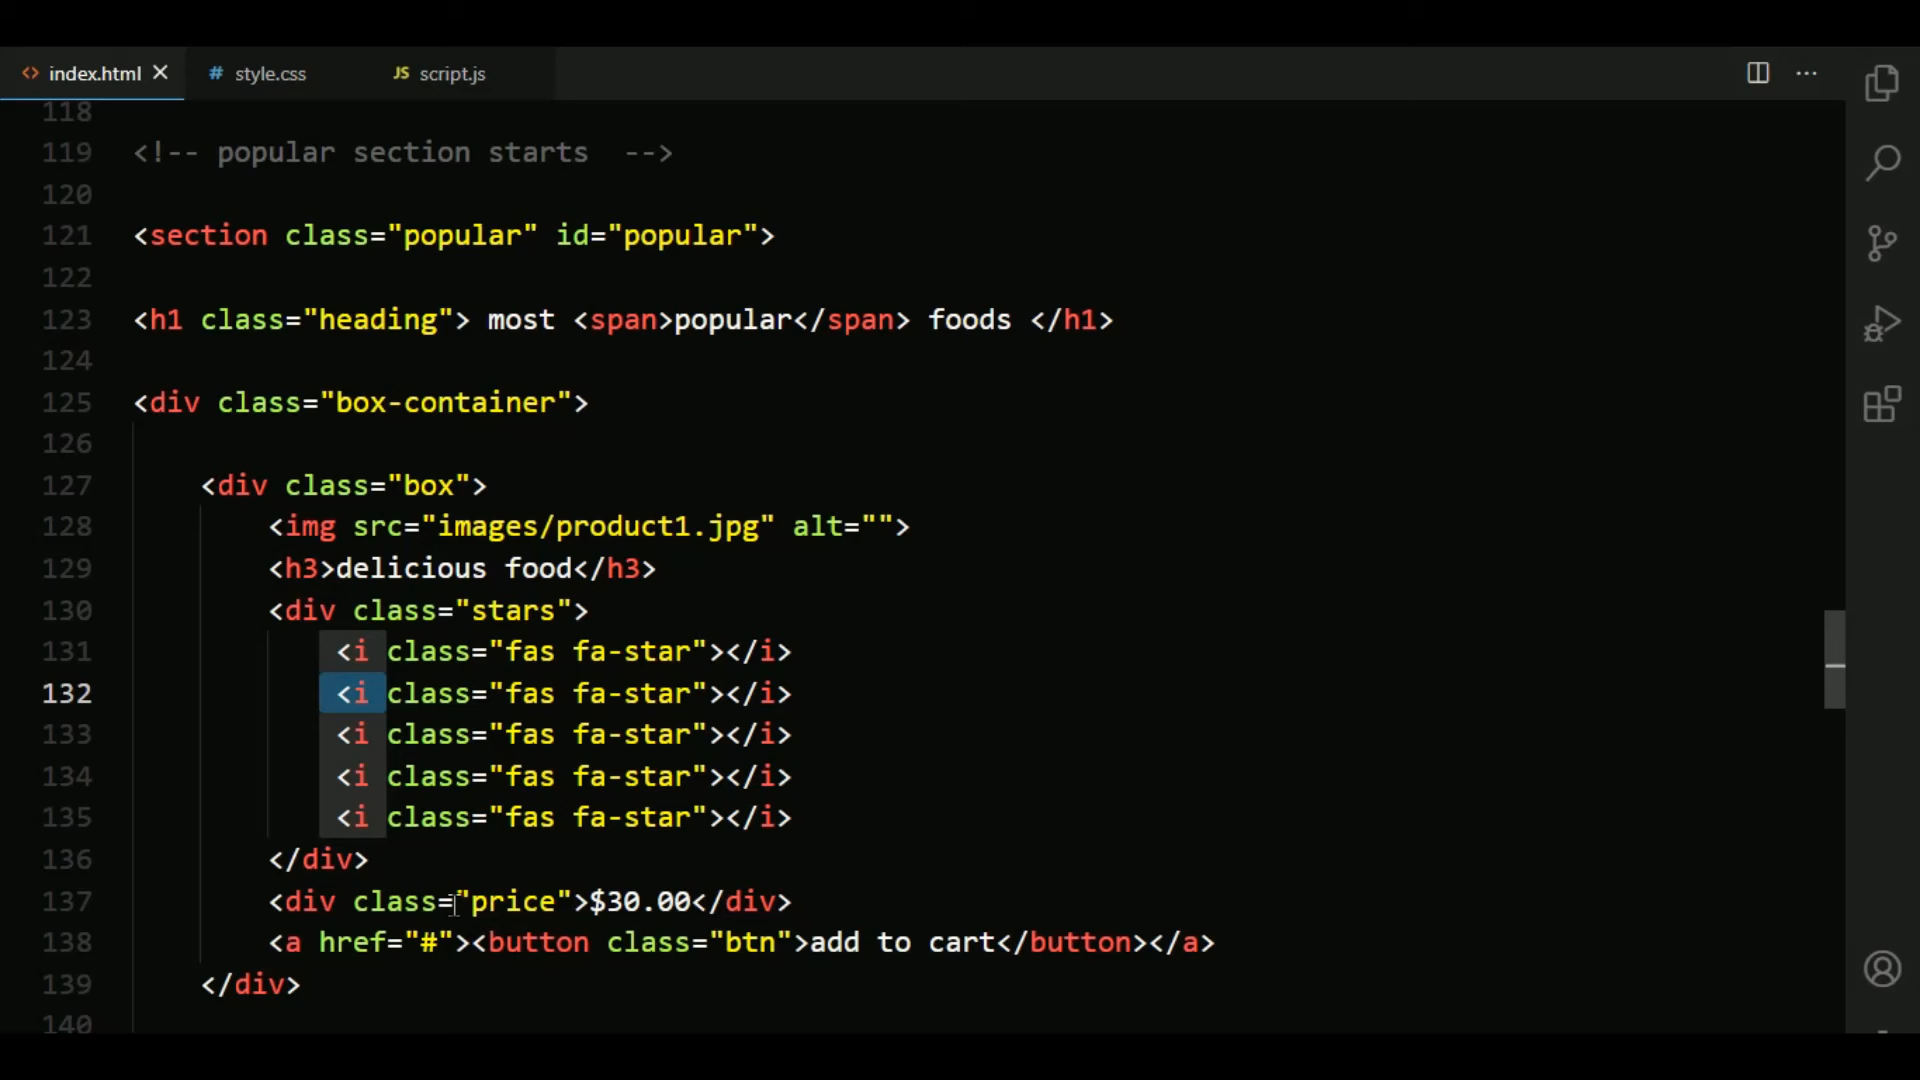 index.html style.css JS script.js
118
119 <!-- popular section starts  -->
120
121 <section class="popular" id="popular">
122
123 <h1 class="heading"> most <span>popular</span> foods </h1>
124
125 <div class="box-container">
126
127     <div class="box">
128         <img src="images/product1.jpg" alt="">
129         <h3>delicious food</h3>
130         <div class="stars">
131             <i class="fas fa-star"></i>
132             <i class="fas fa-star"></i>
133             <i class="fas fa-star"></i>
134             <i class="fas fa-star"></i>
135             <i class="fas fa-star"></i>
136         </div>
137         <div class="price">$30.00</div>
138         <a href="#"><button class="btn">add to cart</button></a>
139     </div>
140